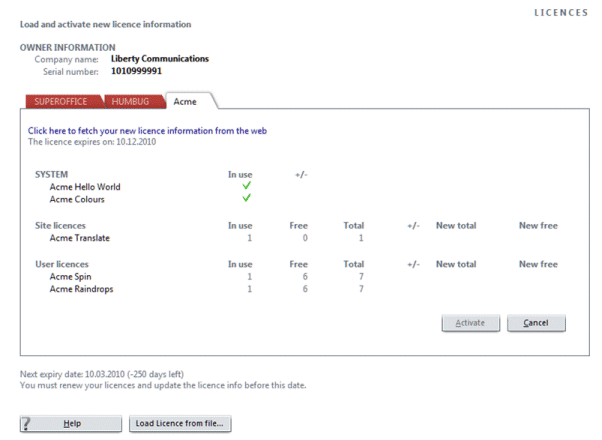 LICENCES
Load and activate new licence information
OWNER INFORMATION
Company name: Liberty Communications
Serial number: 1010999991
SUPEROFFICE HUMBUG Acme
Click here to fetch your new licence information from the web
The licence expires on: 10.12.2010
SYSTEM In use +/-
Acme Hello World
Acme Colours
Site licences In use Free Total +/- New total New free
Acme Translate 1 0 1
User licences In use Free Total +/- New total New free
Acme Spin 1 6 7
Acme Raindrops 1 6 7
Activate Cancel
Next expiry date: 10.03.2010 (-250 days left)
You must renew your licences and update the licence info before this date.
? Help Load Licence from file...